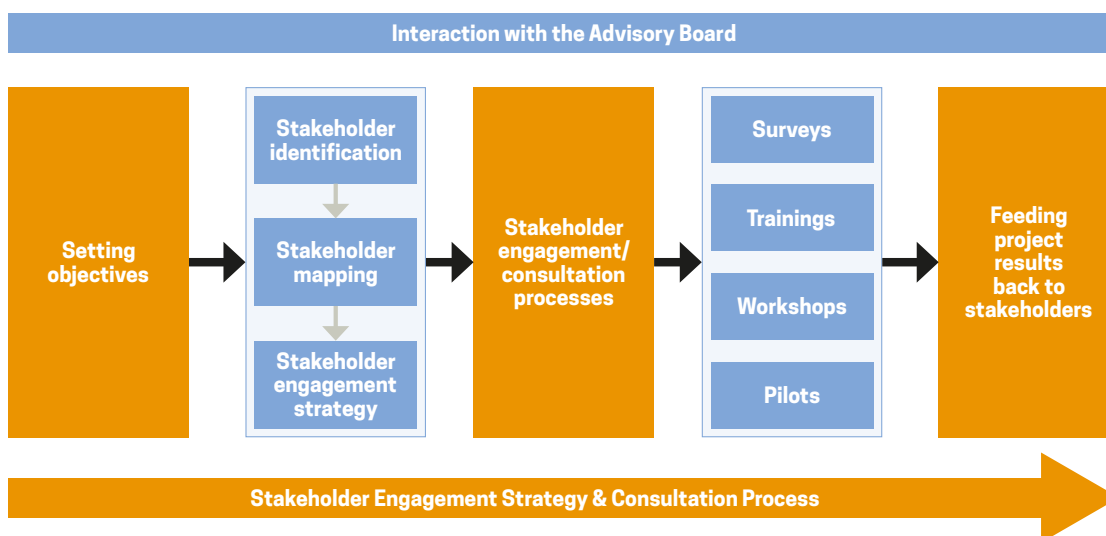 Interaction with the Advisory Board
Setting
objectives
Stakeholder
identification
Stakeholder
mapping
Stakeholder
engagement
strategy
Stakeholder
engagement/
consultation
processes
Surveys
Trainings
Workshops
Pilots
Feeding
project
results
back to
stakeholders
Stakeholder Engagement Strategy & Consultation Process